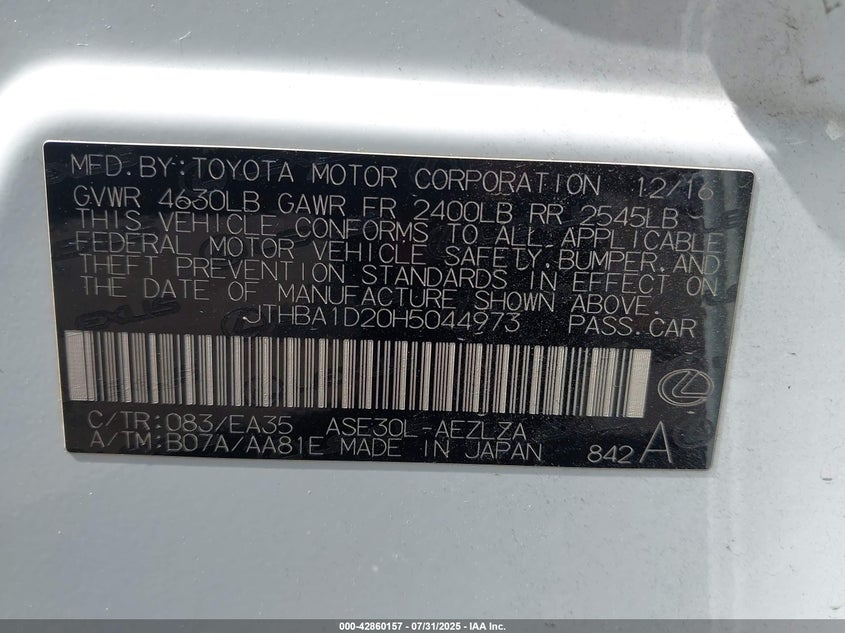 MFD. BY: TOYOTA MOTOR CORPORATION 12/16
GVWR 4630LB GAWR FR 2400LB RR 2545LB
THIS VEHICLE CONFORMS TO ALL APPLICABLE
FEDERAL MOTOR VEHICLE SAFETY, BUMPER, AND
THEFT PREVENTION STANDARDS IN EFFECT ON
THE DATE OF MANUFACTURE SHOWN ABOVE.
JTHBA1D20H5044973 PASS. CAR
C/TR: 083/EA35 ASE30L-AEZLZA
A/TM: B07A/AA81E MADE IN JAPAN 842 A
000-42860157 - 07/31/2025 - IAA Inc.